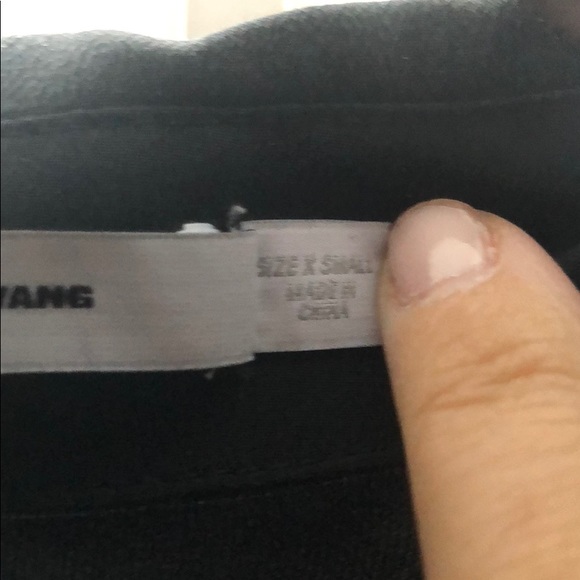 WANG
SIZE X SMALL
MADE IN
CHINA